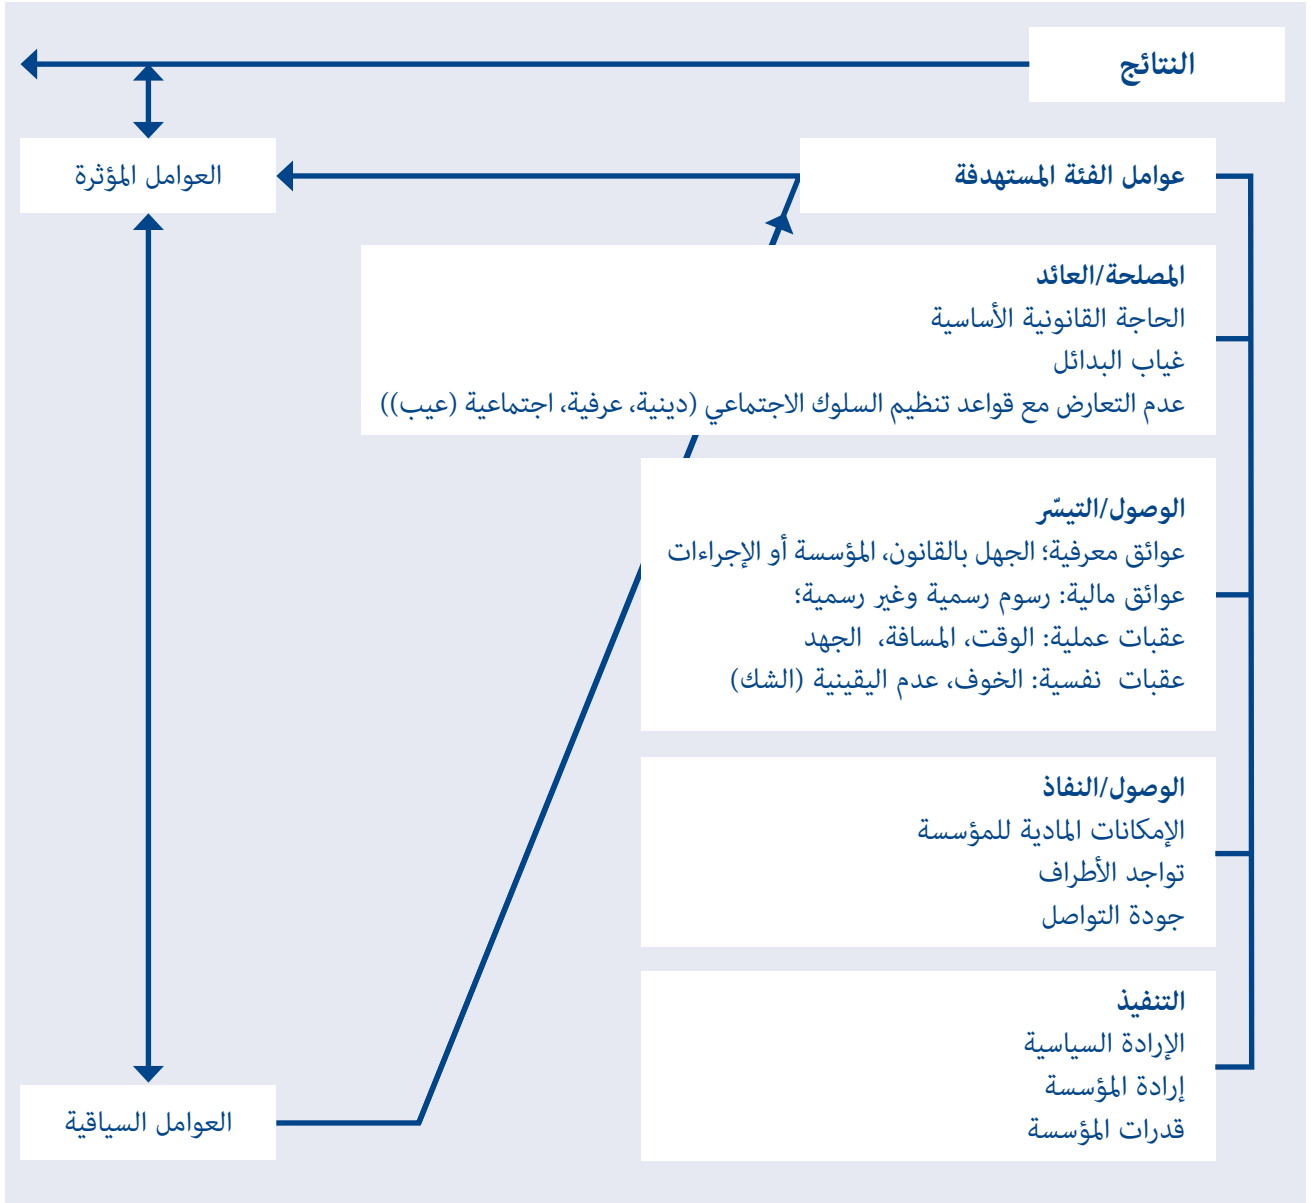 النتائج
عوامل الفئة المستهدفة
العوامل المؤثرة
المصلحة/العائد
الحاجة القانونية الأساسية
غياب البدائل
عدم التعارض مع قواعد تنظيم السلوك الاجتماعي (دينية، عرفية، اجتماعية (عيب))
الوصول/التيسّر
عوائق معرفية؛ الجهل بالقانون، المؤسسة أو الإجراءات
عوائق مالية: رسوم رسمية وغير رسمية؛
عقبات عملية: الوقت، المسافة، الجهد
عقبات نفسية: الخوف، عدم اليقينية (الشك)
الوصول/النفاذ
الإمكانات المادية للمؤسسة
تواجد الأطراف
جودة التواصل
التنفيذ
الإرادة السياسية
إرادة المؤسسة
قدرات المؤسسة
العوامل السياقية